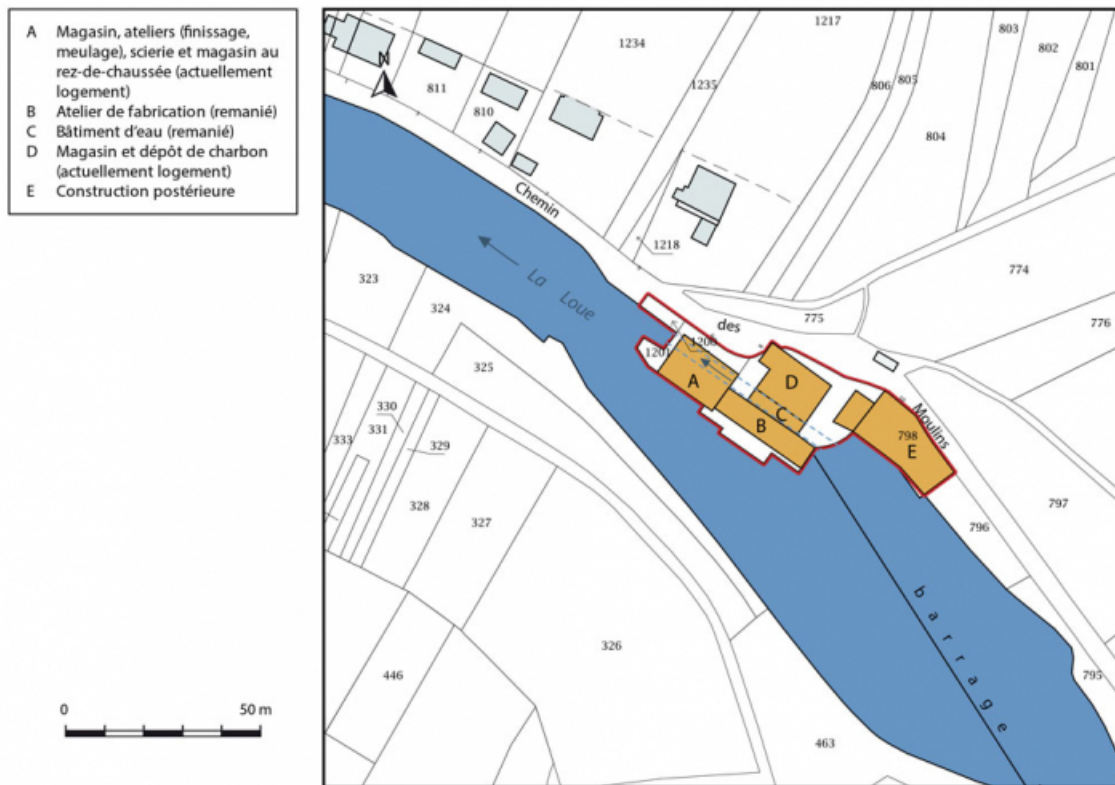 A Magasin, ateliers (finissage,
meulage), scierie et magasin au
rez-de-chaussée (actuellement
logement)
B Atelier de fabrication (remanié)
C Bâtiment d'eau (remanié)
D Magasin et dépôt de charbon
(actuellement logement)
E Construction postérieure
0 50 m
N
811
810
1234
1235
1217
806
805
804
803
802
801
Chemin
1218
La Loue
des
Moulins
775
774
776
323
324
325
1201
1200
A
B
C
D
E
798
330
331
333
329
328
327
326
446
463
797
796
795
barrage